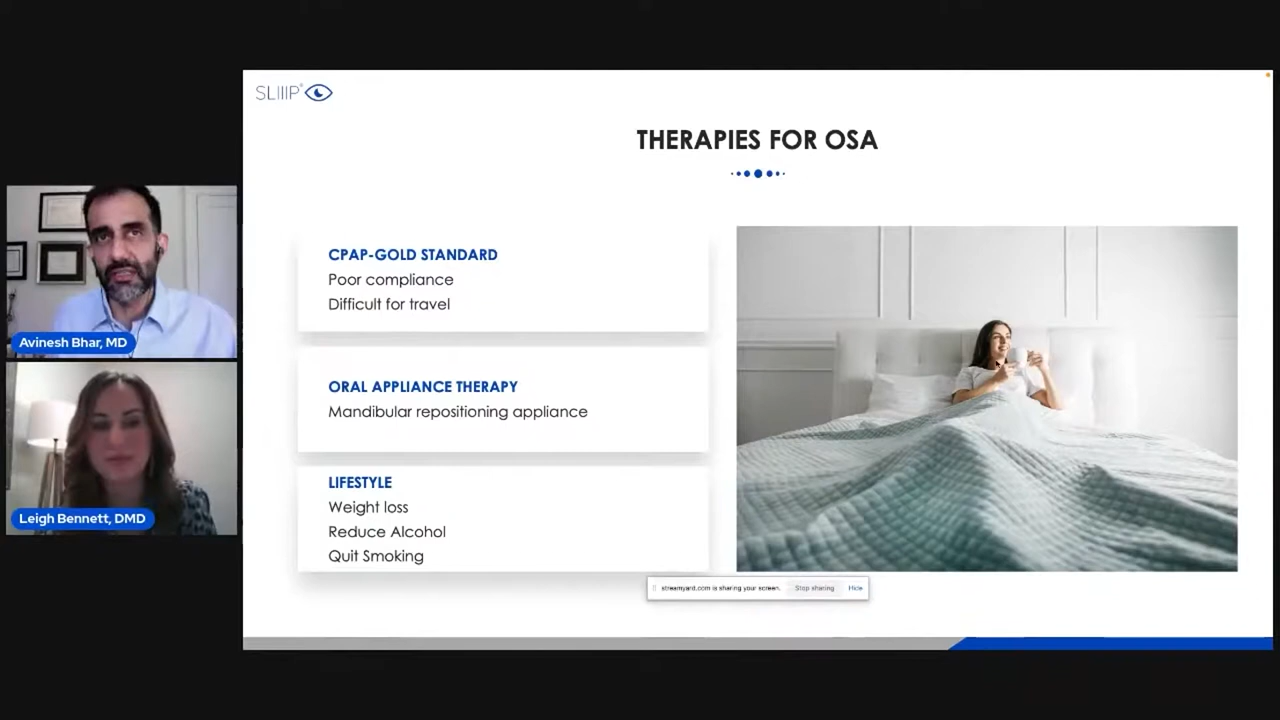 SLIIIP
THERAPIES FOR OSA
CPAP-GOLD STANDARD
Poor compliance
Difficult for travel
ORAL APPLIANCE THERAPY
Mandibular repositioning appliance
LIFESTYLE
Weight loss
Reduce Alcohol
Quit Smoking
Avinesh Bhar, MD
Leigh Bennett, DMD
streamyard.com is sharing your screen.
Stop sharing
Hide